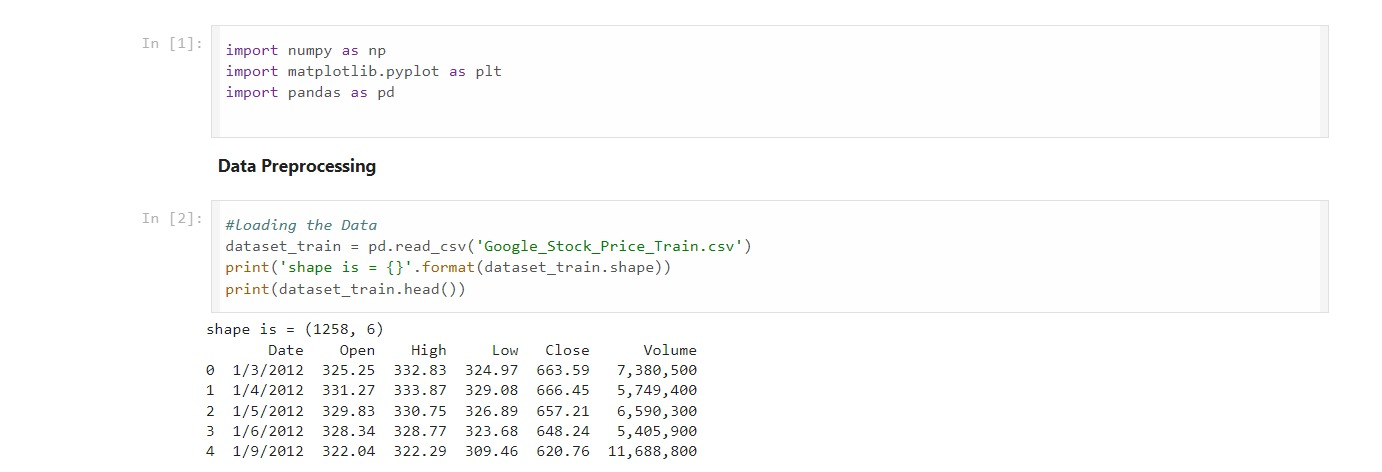 In [1]:
import numpy as np
import matplotlib.pyplot as plt
import pandas as pd
Data Preprocessing
In [2]:
#loading the Data
dataset_train = pd.read_csv('Google_Stock_Price_Train.csv')
print('shape is = {}'.format(dataset_train.shape))
print(dataset_train.head())
shape is = (1258, 6)
Date Open High Low Close Volume
0 1/3/2012 325.25 332.83 324.97 663.59 7,380,500
1 1/4/2012 331.27 333.87 329.08 666.45 5,749,400
2 1/5/2012 329.83 330.75 326.89 657.21 6,590,300
3 1/6/2012 328.34 328.77 323.68 648.24 5,405,900
4 1/9/2012 322.04 322.29 309.46 620.76 11,688,800